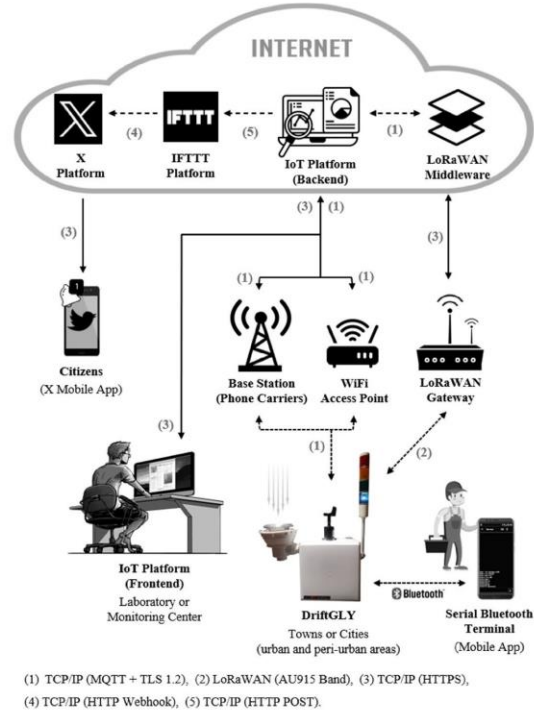 INTERNET
IFTTT
(4)
(5)
(1)
X
Platform
IFTTT
Platform
IoT Platform
(Backend)
LoRaWAN
Middleware
(3)
(1)
(3)
(3)
1
(1)
(1)
Citizens
(X Mobile App)
Base Station
(Phone Carriers)
WiFi
Access Point
LoRaWAN
Gateway
(3)
(1)
(2)
IoT Platform
(Frontend)
Laboratory or
Monitoring Center
Bluetooth
DriftGLY
Towns or Cities
(urban and peri-urban areas)
Serial Bluetooth
Terminal
(Mobile App)
(1) TCP/IP (MQTT + TLS 1.2), (2) LoRaWAN (AU915 Band), (3) TCP/IP (HTTPS),
(4) TCP/IP (HTTP Webhook), (5) TCP/IP (HTTP POST).